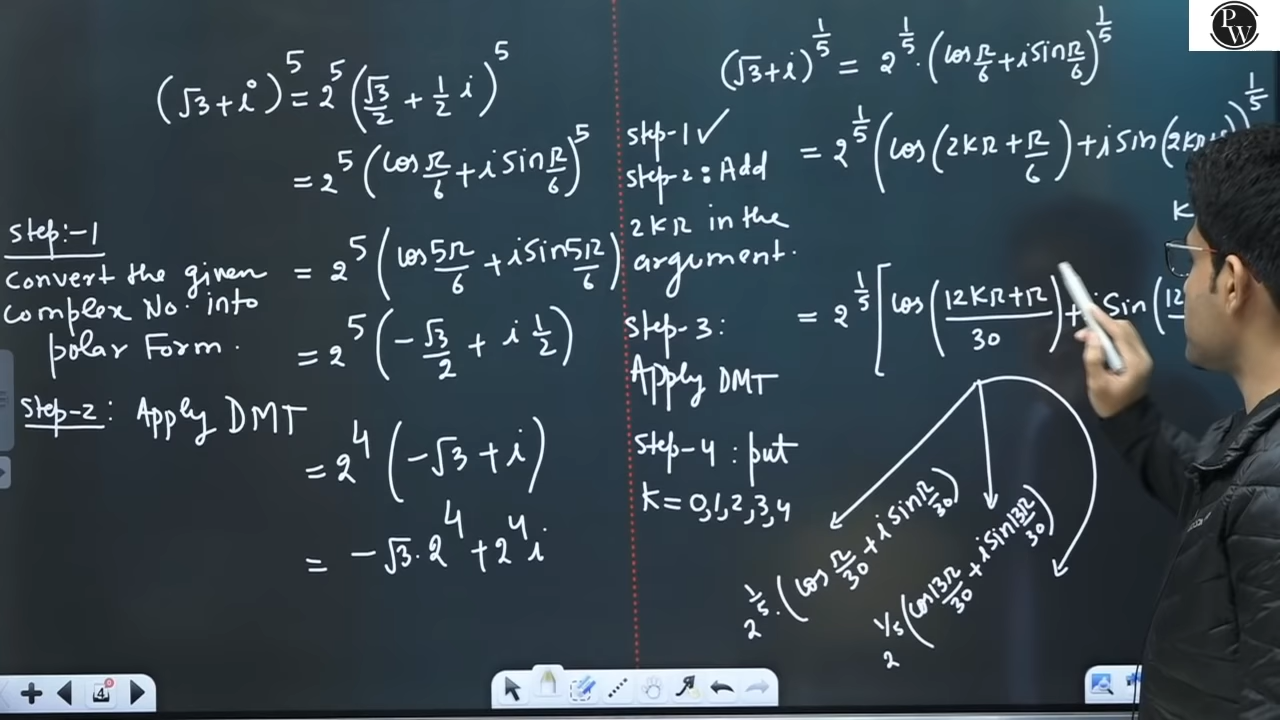 (√3+i)^5 = 2^5 (√3/2 + 1/2 i)^5
= 2^5 (cos π/6 + i sin π/6)^5
Step:-1
Convert the given
complex No. into
polar Form.
= 2^5 (cos 5π/6 + i sin 5π/6)
= 2^5 (-√3/2 + i 1/2)
Step-2: Apply DMT
= 2^4 (-√3 + i)
= -√3·2^4 + 2^4 i
(√3+i)^1/5 = 2^1/5 · (cos π/6 + i sin π/6)^1/5
Step-1 ✓
Step-2: Add
2Kπ in the
argument.
= 2^1/5 (cos(2Kπ + π/6) + i sin(2Kπ+
)^1/5
K
Step-3:
Apply DMT
= 2^1/5 [cos((12Kπ+π)/30) + i sin(12
Step-4: put
K = 0,1,2,3,4
2^1/5 · (cos π/30 + i sin π/30)
2^1/5 (cos 13π/30 + i sin 13π/30)
PW
4